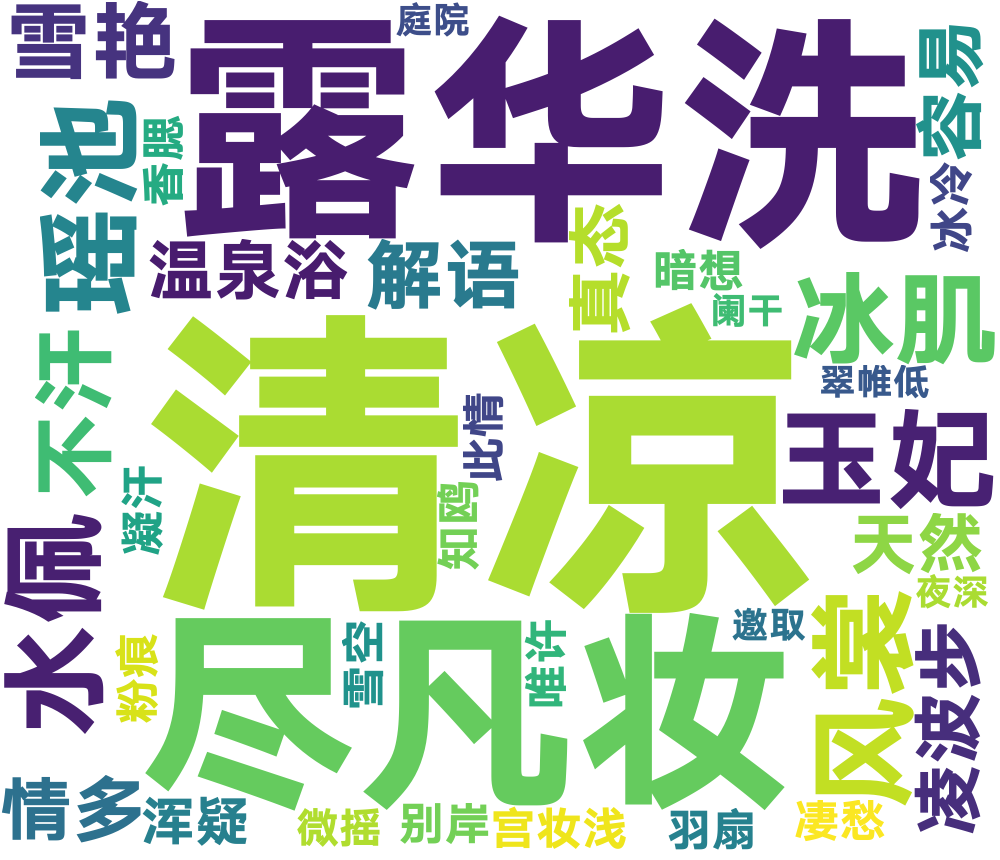 雪艳
庭院
露华洗
容易
瑶池
香腮
冰冷
温泉浴
解语
真态
暗想
阑干
冰肌
清凉
不汗
翠帷低
此情
玉妃
凝汗
知鸥
水佩
天然
夜深
尽凡妆
粉痕
雪空
唯许
邀取
风裳
凌波步
情多
浑疑
微摇
别岸
宫妆浅
羽扇
凄愁